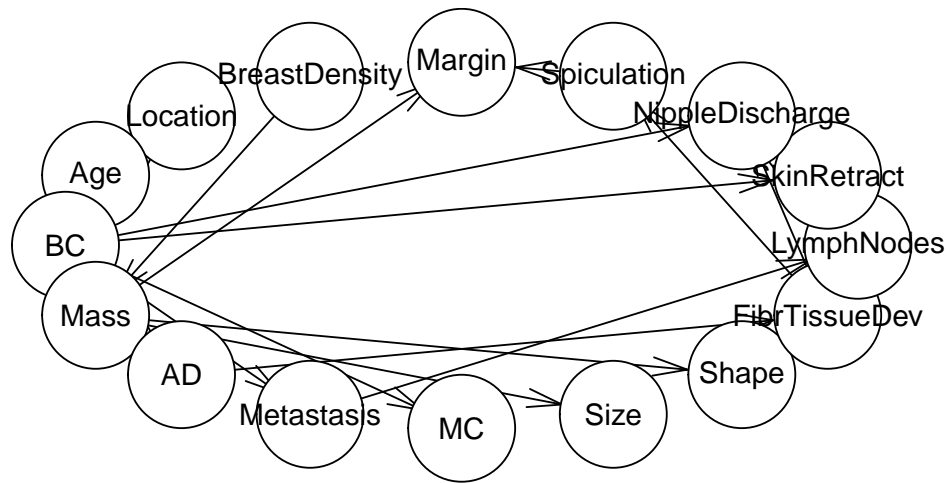 Margin
BreastDensity
Spiculation
Location
NippleDischarge
Age
SkinRetract
BC
LymphNodes
Mass
FibrTissueDev
AD
Shape
Metastasis
Size
MC